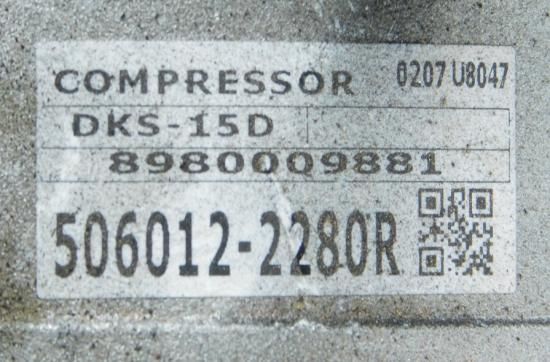 COMPRESSOR 0207 U8047
DKS-15D
8980009881
506012-2280R